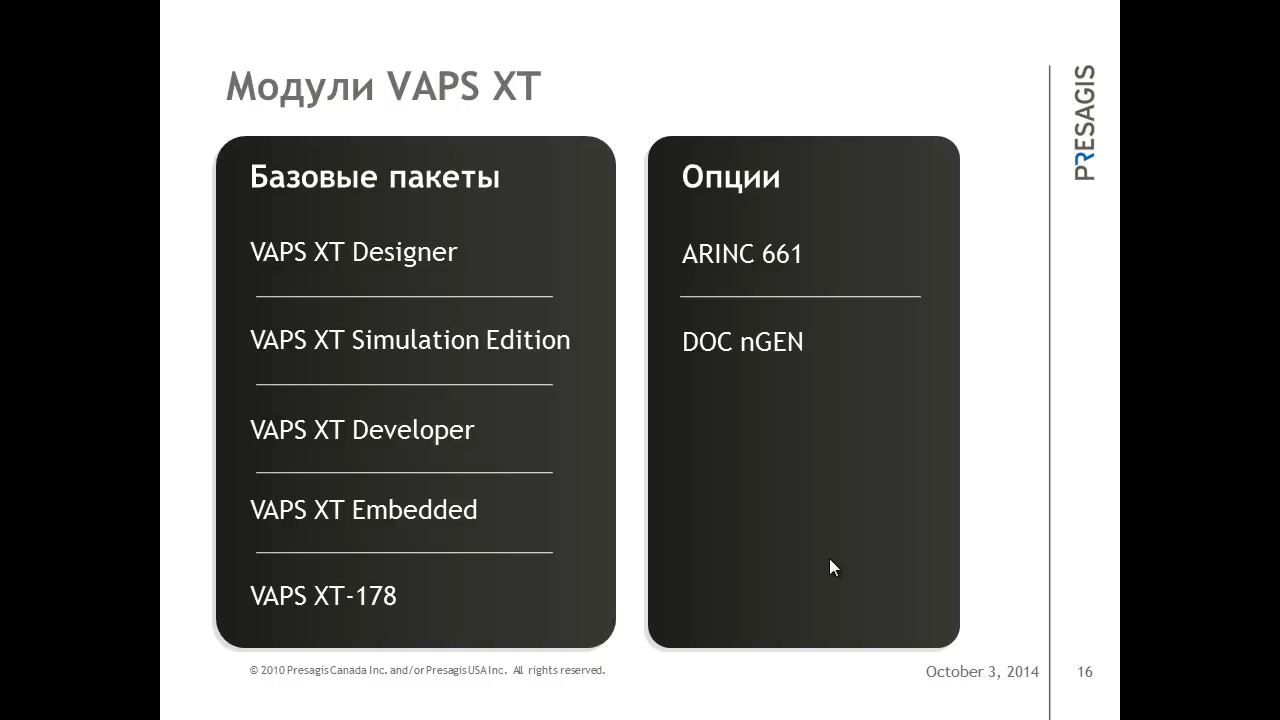 Модули VAPS XT
PRESAGIS
Базовые пакеты
VAPS XT Designer
VAPS XT Simulation Edition
VAPS XT Developer
VAPS XT Embedded
VAPS XT-178
Опции
ARINC 661
DOC nGEN
© 2010 Presagis Canada Inc. and/or Presagis USA Inc. All rights reserved.
October 3, 2014
16